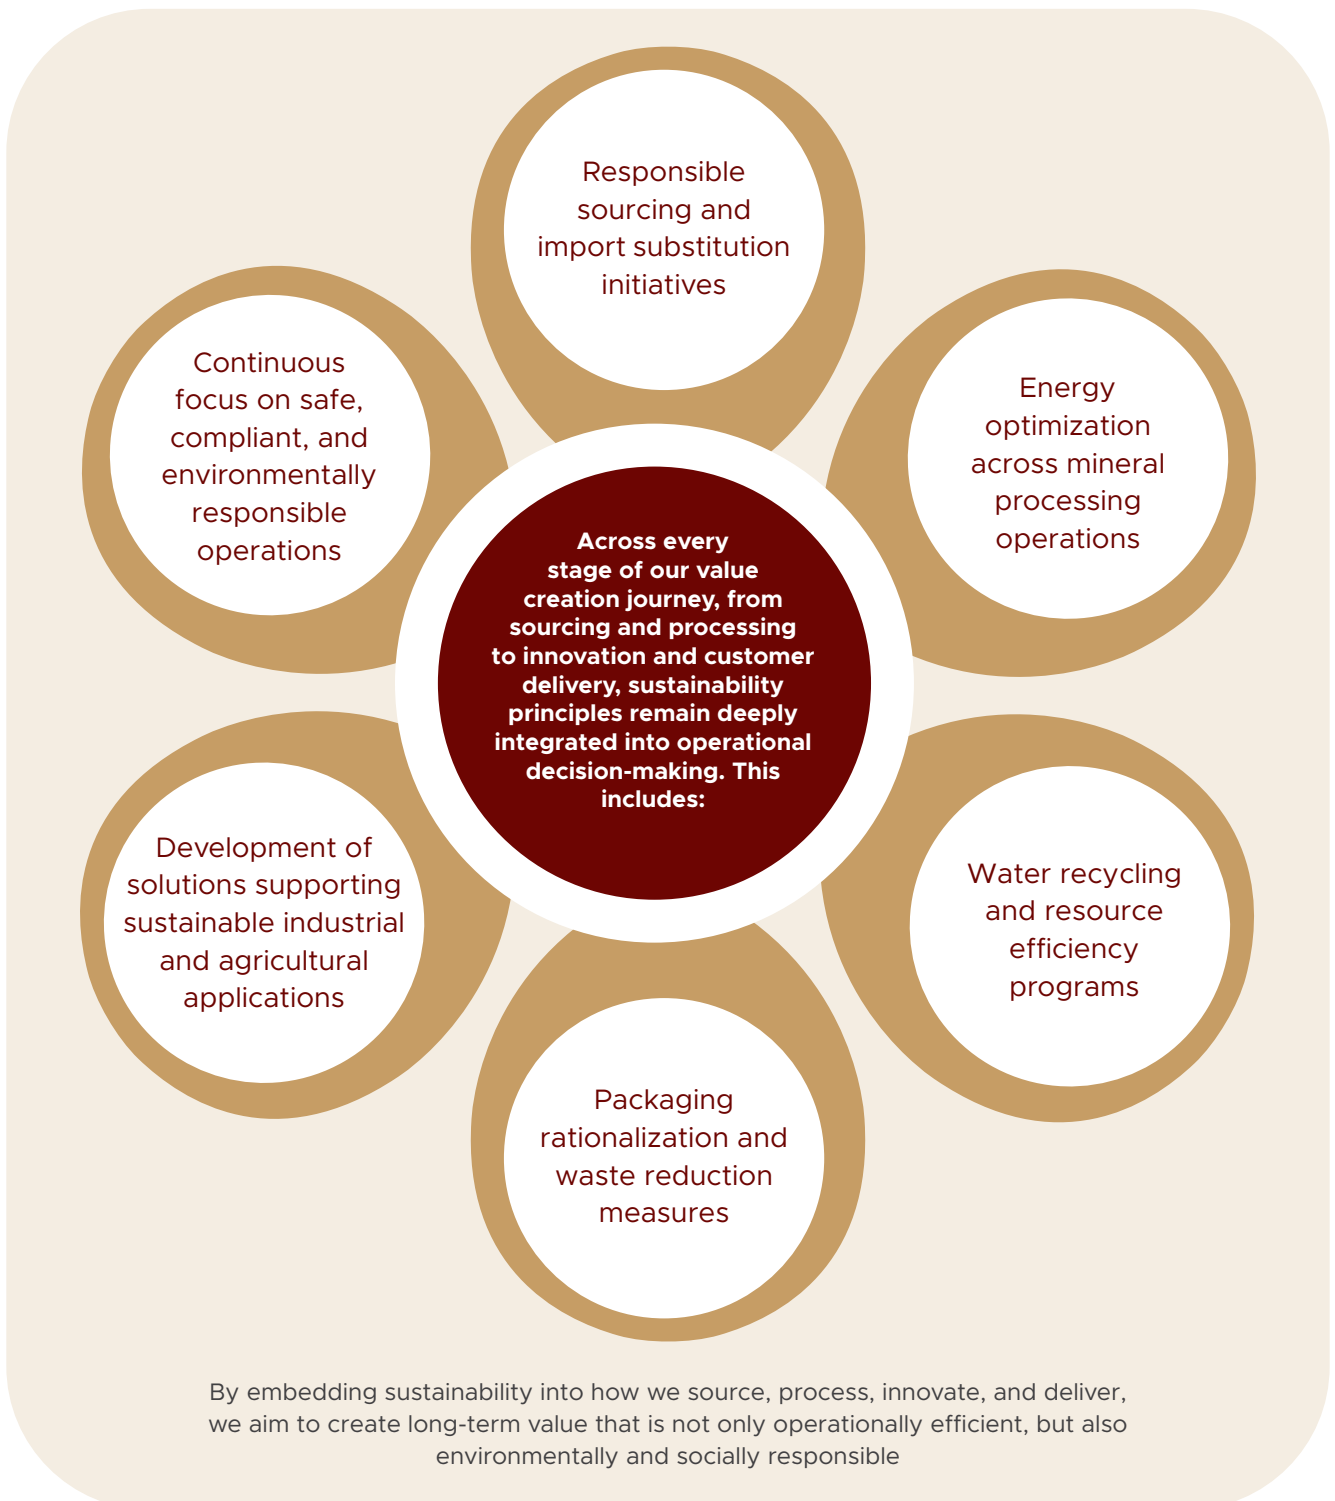 Responsible
sourcing and
import substitution
initiatives
Continuous
focus on safe,
compliant, and
environmentally
responsible
operations
Energy
optimization
across mineral
processing
operations
Across every
stage of our value
creation journey, from
sourcing and processing
to innovation and customer
delivery, sustainability
principles remain deeply
integrated into operational
decision-making. This
includes:
Development of
solutions supporting
sustainable industrial
and agricultural
applications
Water recycling
and resource
efficiency
programs
Packaging
rationalization and
waste reduction
measures
By embedding sustainability into how we source, process, innovate, and deliver,
we aim to create long-term value that is not only operationally efficient, but also
environmentally and socially responsible